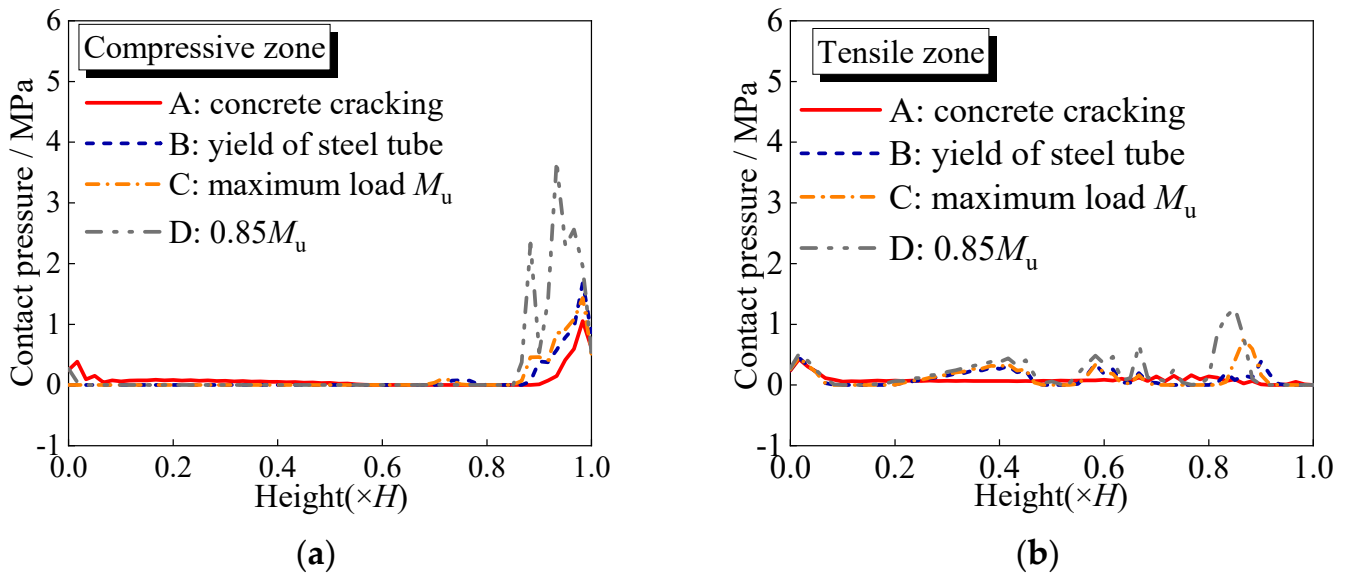 Compressive zone
A: concrete cracking
B: yield of steel tube
C: maximum load Mu
D: 0.85Mu
Contact pressure / MPa
6
5
4
3
2
1
0
-1
0.0 0.2 0.4 0.6 0.8 1.0
Height(×H)
(a)
Tensile zone
A: concrete cracking
B: yield of steel tube
C: maximum load Mu
D: 0.85Mu
Contact pressure / MPa
6
5
4
3
2
1
0
-1
0.0 0.2 0.4 0.6 0.8 1.0
Height(×H)
(b)